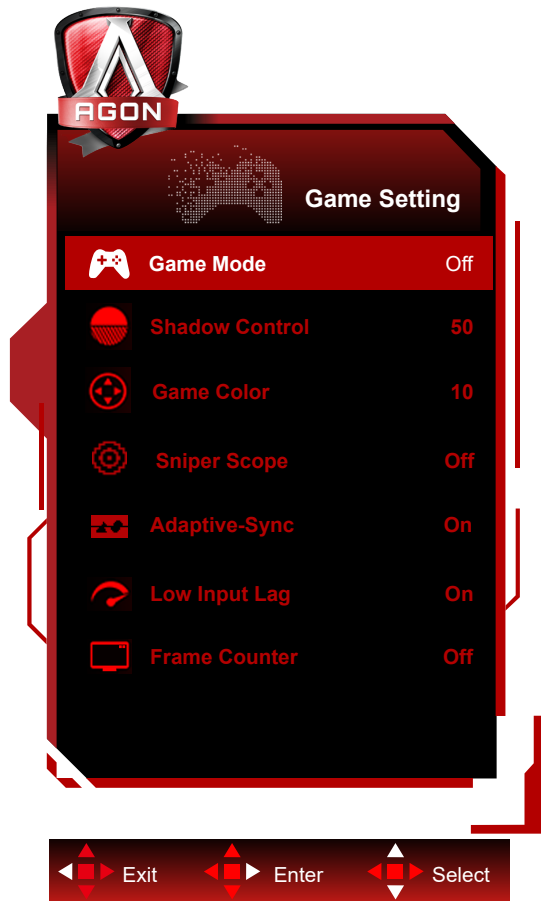 AGON
Game Setting
Game Mode Off
Shadow Control 50
Game Color 10
Sniper Scope Off
Adaptive-Sync On
Low Input Lag On
Frame Counter Off
Exit Enter Select